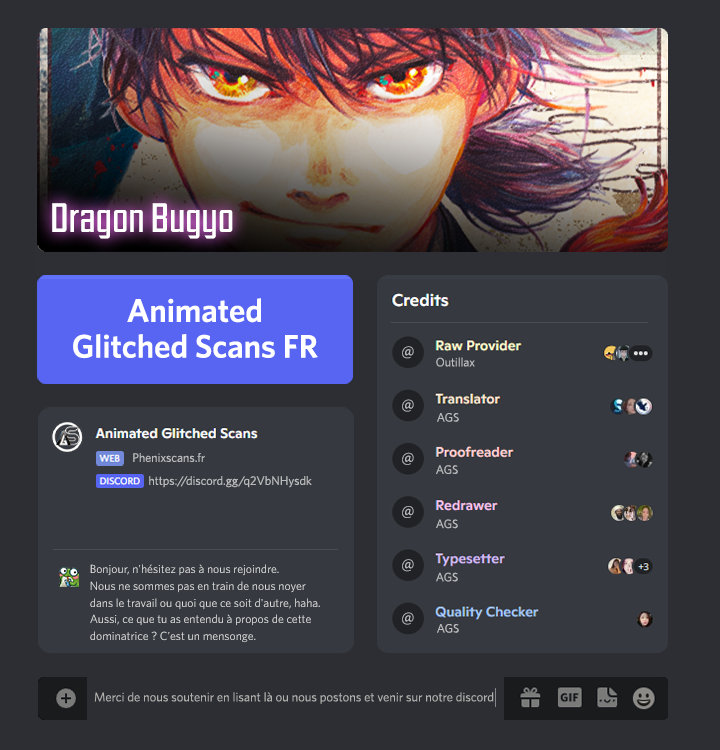 Dragon Bugyo
Animated
Glitched Scans FR
Animated Glitched Scans
WEB Phenixscans.fr
DISCORD https://discord.gg/q2VbNHysdk
Bonjour, n'hésitez pas à nous rejoindre.
Nous ne sommes pas en train de nous noyer
dans le travail ou quoi que ce soit d'autre, haha.
Aussi, ce que tu as entendu à propos de cette
dominatrice ? C'est un mensonge.
Credits
@ Raw Provider
Outillax
@ Translator
AGS
@ Proofreader
AGS
@ Redrawer
AGS
@ Typesetter
AGS
+3
@ Quality Checker
AGS
Merci de nous soutenir en lisant là ou nous postons et venir sur notre discord
GIF